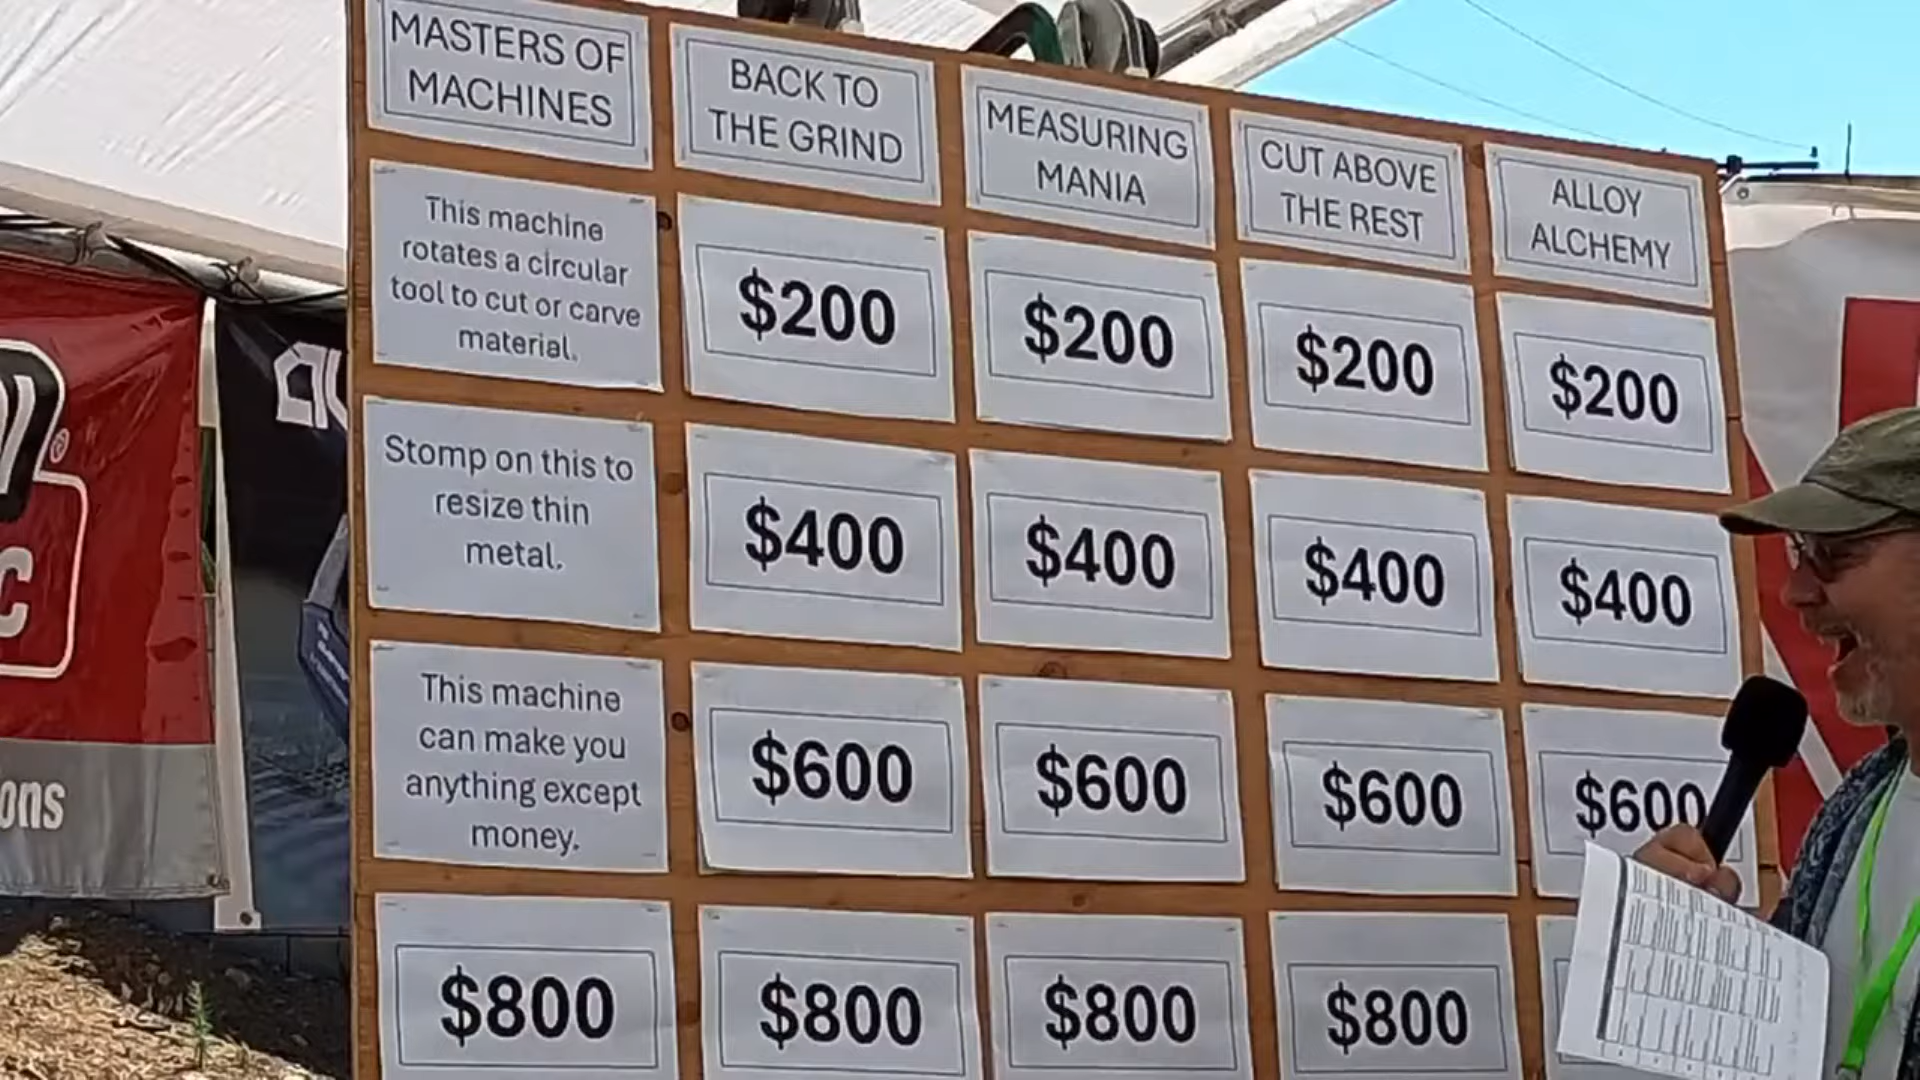 MASTERS OF
MACHINES
BACK TO
THE GRIND
MEASURING
MANIA
CUT ABOVE
THE REST
ALLOY
ALCHEMY
This machine
rotates a circular
tool to cut or carve
material.
$200
$200
$200
$200
Stomp on this to
resize thin
metal.
$400
$400
$400
$400
This machine
can make you
anything except
money.
$600
$600
$600
$600
$800
$800
$800
$800
ons